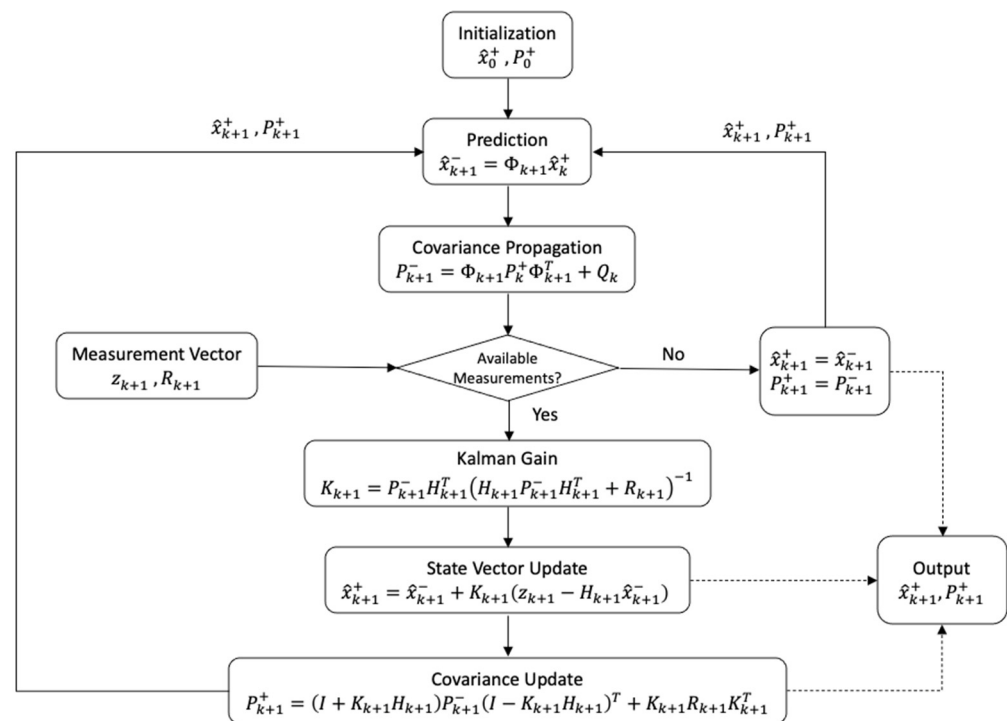 Initialization
x̂₀⁺ , P₀⁺
x̂ₖ₊₁⁺ , Pₖ₊₁⁺
x̂ₖ₊₁⁺ , Pₖ₊₁⁺
Prediction
x̂ₖ₊₁⁻ = Φₖ₊₁x̂ₖ⁺
Covariance Propagation
Pₖ₊₁⁻ = Φₖ₊₁Pₖ⁺Φₖ₊₁ᵀ + Qₖ
Measurement Vector
zₖ₊₁ , Rₖ₊₁
Available
Measurements?
No
x̂ₖ₊₁⁺ = x̂ₖ₊₁⁻
Pₖ₊₁⁺ = Pₖ₊₁⁻
Yes
Kalman Gain
Kₖ₊₁ = Pₖ₊₁⁻Hₖ₊₁ᵀ(Hₖ₊₁Pₖ₊₁⁻Hₖ₊₁ᵀ + Rₖ₊₁)⁻¹
State Vector Update
x̂ₖ₊₁⁺ = x̂ₖ₊₁⁻ + Kₖ₊₁(zₖ₊₁ − Hₖ₊₁x̂ₖ₊₁⁻)
Output
x̂ₖ₊₁⁺, Pₖ₊₁⁺
Covariance Update
Pₖ₊₁⁺ = (I + Kₖ₊₁Hₖ₊₁)Pₖ₊₁⁻(I − Kₖ₊₁Hₖ₊₁)ᵀ + Kₖ₊₁Rₖ₊₁Kₖ₊₁ᵀ